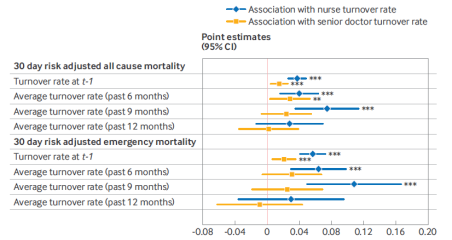 Association with nurse turnover rate
Association with senior doctor turnover rate
Point estimates
(95% CI)
30 day risk adjusted all cause mortality
Turnover rate at t-1 ***
***
Average turnover rate (past 6 months) ***
**
Average turnover rate (past 9 months) ***
Average turnover rate (past 12 months)
30 day risk adjusted emergency mortality
Turnover rate at t-1 ***
***
Average turnover rate (past 6 months) ***
Average turnover rate (past 9 months) ***
Average turnover rate (past 12 months)
-0.08 -0.04 0 0.04 0.08 0.12 0.16 0.20